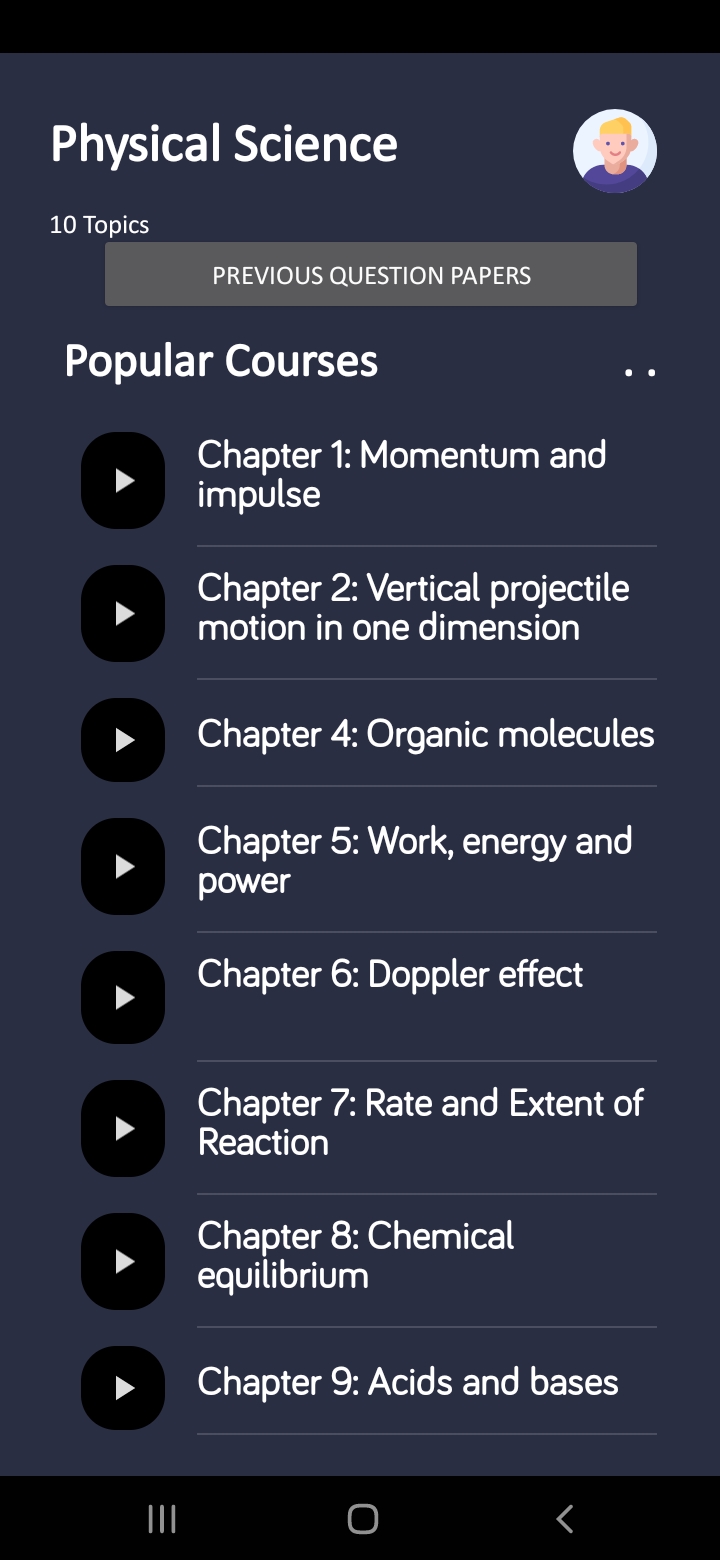 Physical Science
10 Topics
PREVIOUS QUESTION PAPERS
Popular Courses
. .
Chapter 1: Momentum and
impulse
Chapter 2: Vertical projectile
motion in one dimension
Chapter 4: Organic molecules
Chapter 5: Work, energy and
power
Chapter 6: Doppler effect
Chapter 7: Rate and Extent of
Reaction
Chapter 8: Chemical
equilibrium
Chapter 9: Acids and bases